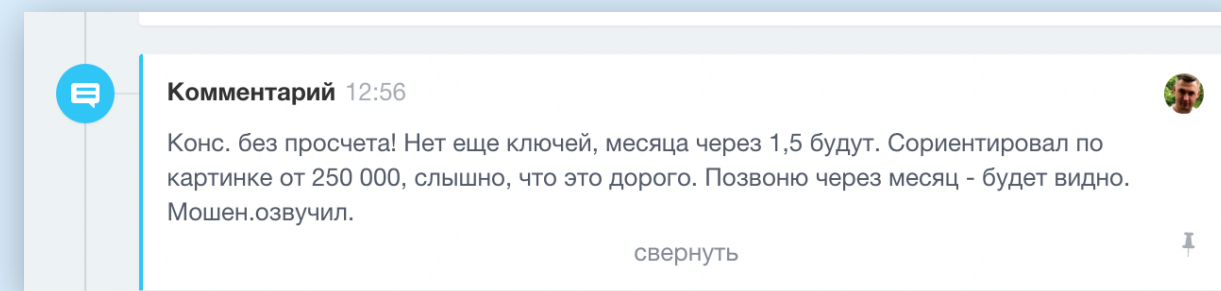 Комментарий 12:56
Конс. без просчета! Нет еще ключей, месяца через 1,5 будут. Сориентировал по
картинке от 250 000, слышно, что это дорого. Позвоню через месяц - будет видно.
Мошен.озвучил.
свернуть